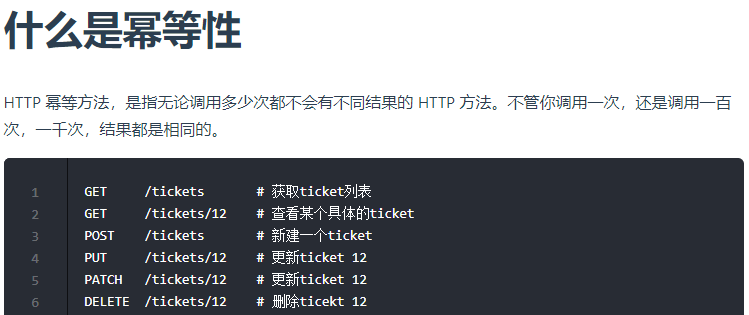 什么是幂等性
HTTP 幂等方法，是指无论调用多少次都不会有不同结果的 HTTP 方法。不管你调用一次，还是调用一百
次，一千次，结果都是相同的。
1 GET /tickets # 获取ticket列表
2 GET /tickets/12 # 查看某个具体的ticket
3 POST /tickets # 新建一个ticket
4 PUT /tickets/12 # 更新ticket 12
5 PATCH /tickets/12 # 更新ticket 12
6 DELETE /tickets/12 # 删除ticekt 12